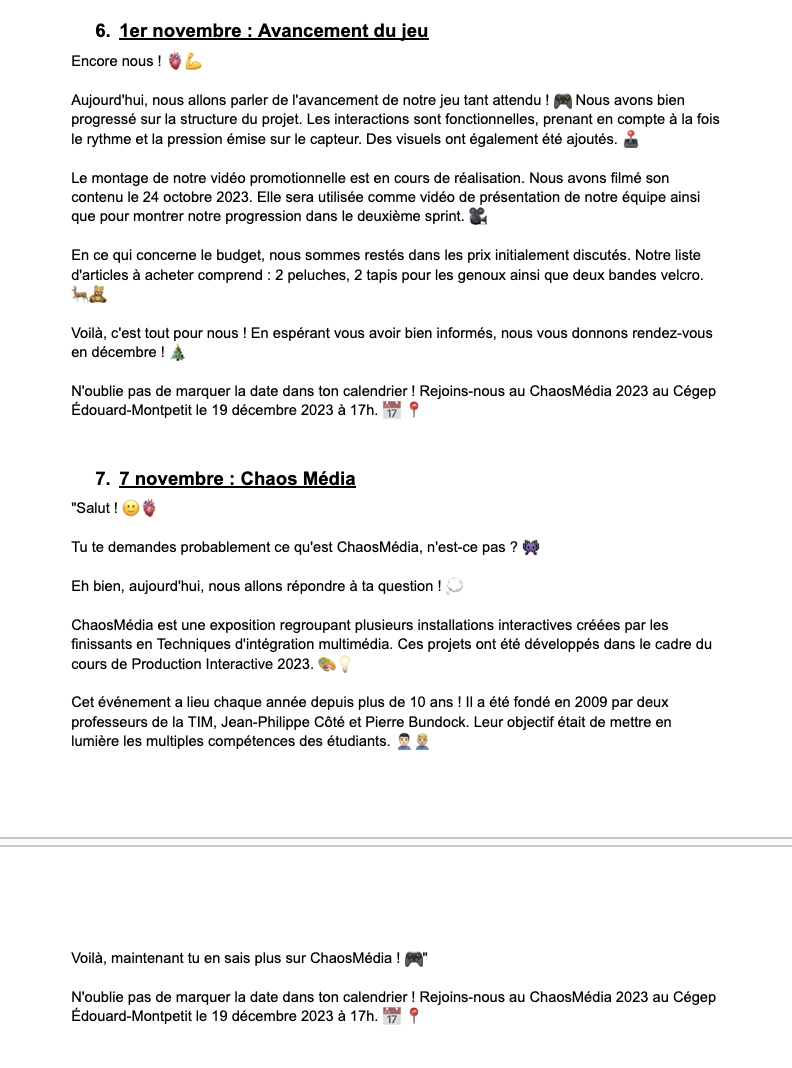 6. 1er novembre : Avancement du jeu
Encore nous ! 🫀💪
Aujourd'hui, nous allons parler de l'avancement de notre jeu tant attendu ! 🎮 Nous avons bien
progressé sur la structure du projet. Les interactions sont fonctionnelles, prenant en compte à la fois
le rythme et la pression émise sur le capteur. Des visuels ont également été ajoutés. 🕹️
Le montage de notre vidéo promotionnelle est en cours de réalisation. Nous avons filmé son
contenu le 24 octobre 2023. Elle sera utilisée comme vidéo de présentation de notre équipe ainsi
que pour montrer notre progression dans le deuxième sprint. 🎥
En ce qui concerne le budget, nous sommes restés dans les prix initialement discutés. Notre liste
d'articles à acheter comprend : 2 peluches, 2 tapis pour les genoux ainsi que deux bandes velcro.
🦌🧸
Voilà, c'est tout pour nous ! En espérant vous avoir bien informés, nous vous donnons rendez-vous
en décembre ! 🎄
N'oublie pas de marquer la date dans ton calendrier ! Rejoins-nous au ChaosMédia 2023 au Cégep
Édouard-Montpetit le 19 décembre 2023 à 17h. 📅 📍
7. 7 novembre : Chaos Média
"Salut ! 🙂🫀
Tu te demandes probablement ce qu'est ChaosMédia, n'est-ce pas ? 👾
Eh bien, aujourd'hui, nous allons répondre à ta question ! 💭
ChaosMédia est une exposition regroupant plusieurs installations interactives créées par les
finissants en Techniques d'intégration multimédia. Ces projets ont été développés dans le cadre du
cours de Production Interactive 2023. 🎨💡
Cet événement a lieu chaque année depuis plus de 10 ans ! Il a été fondé en 2009 par deux
professeurs de la TIM, Jean-Philippe Côté et Pierre Bundock. Leur objectif était de mettre en
lumière les multiples compétences des étudiants. 👨🏻‍🎓👨🏼‍🎓
Voilà, maintenant tu en sais plus sur ChaosMédia ! 🎮"
N'oublie pas de marquer la date dans ton calendrier ! Rejoins-nous au ChaosMédia 2023 au Cégep
Édouard-Montpetit le 19 décembre 2023 à 17h. 📅 📍